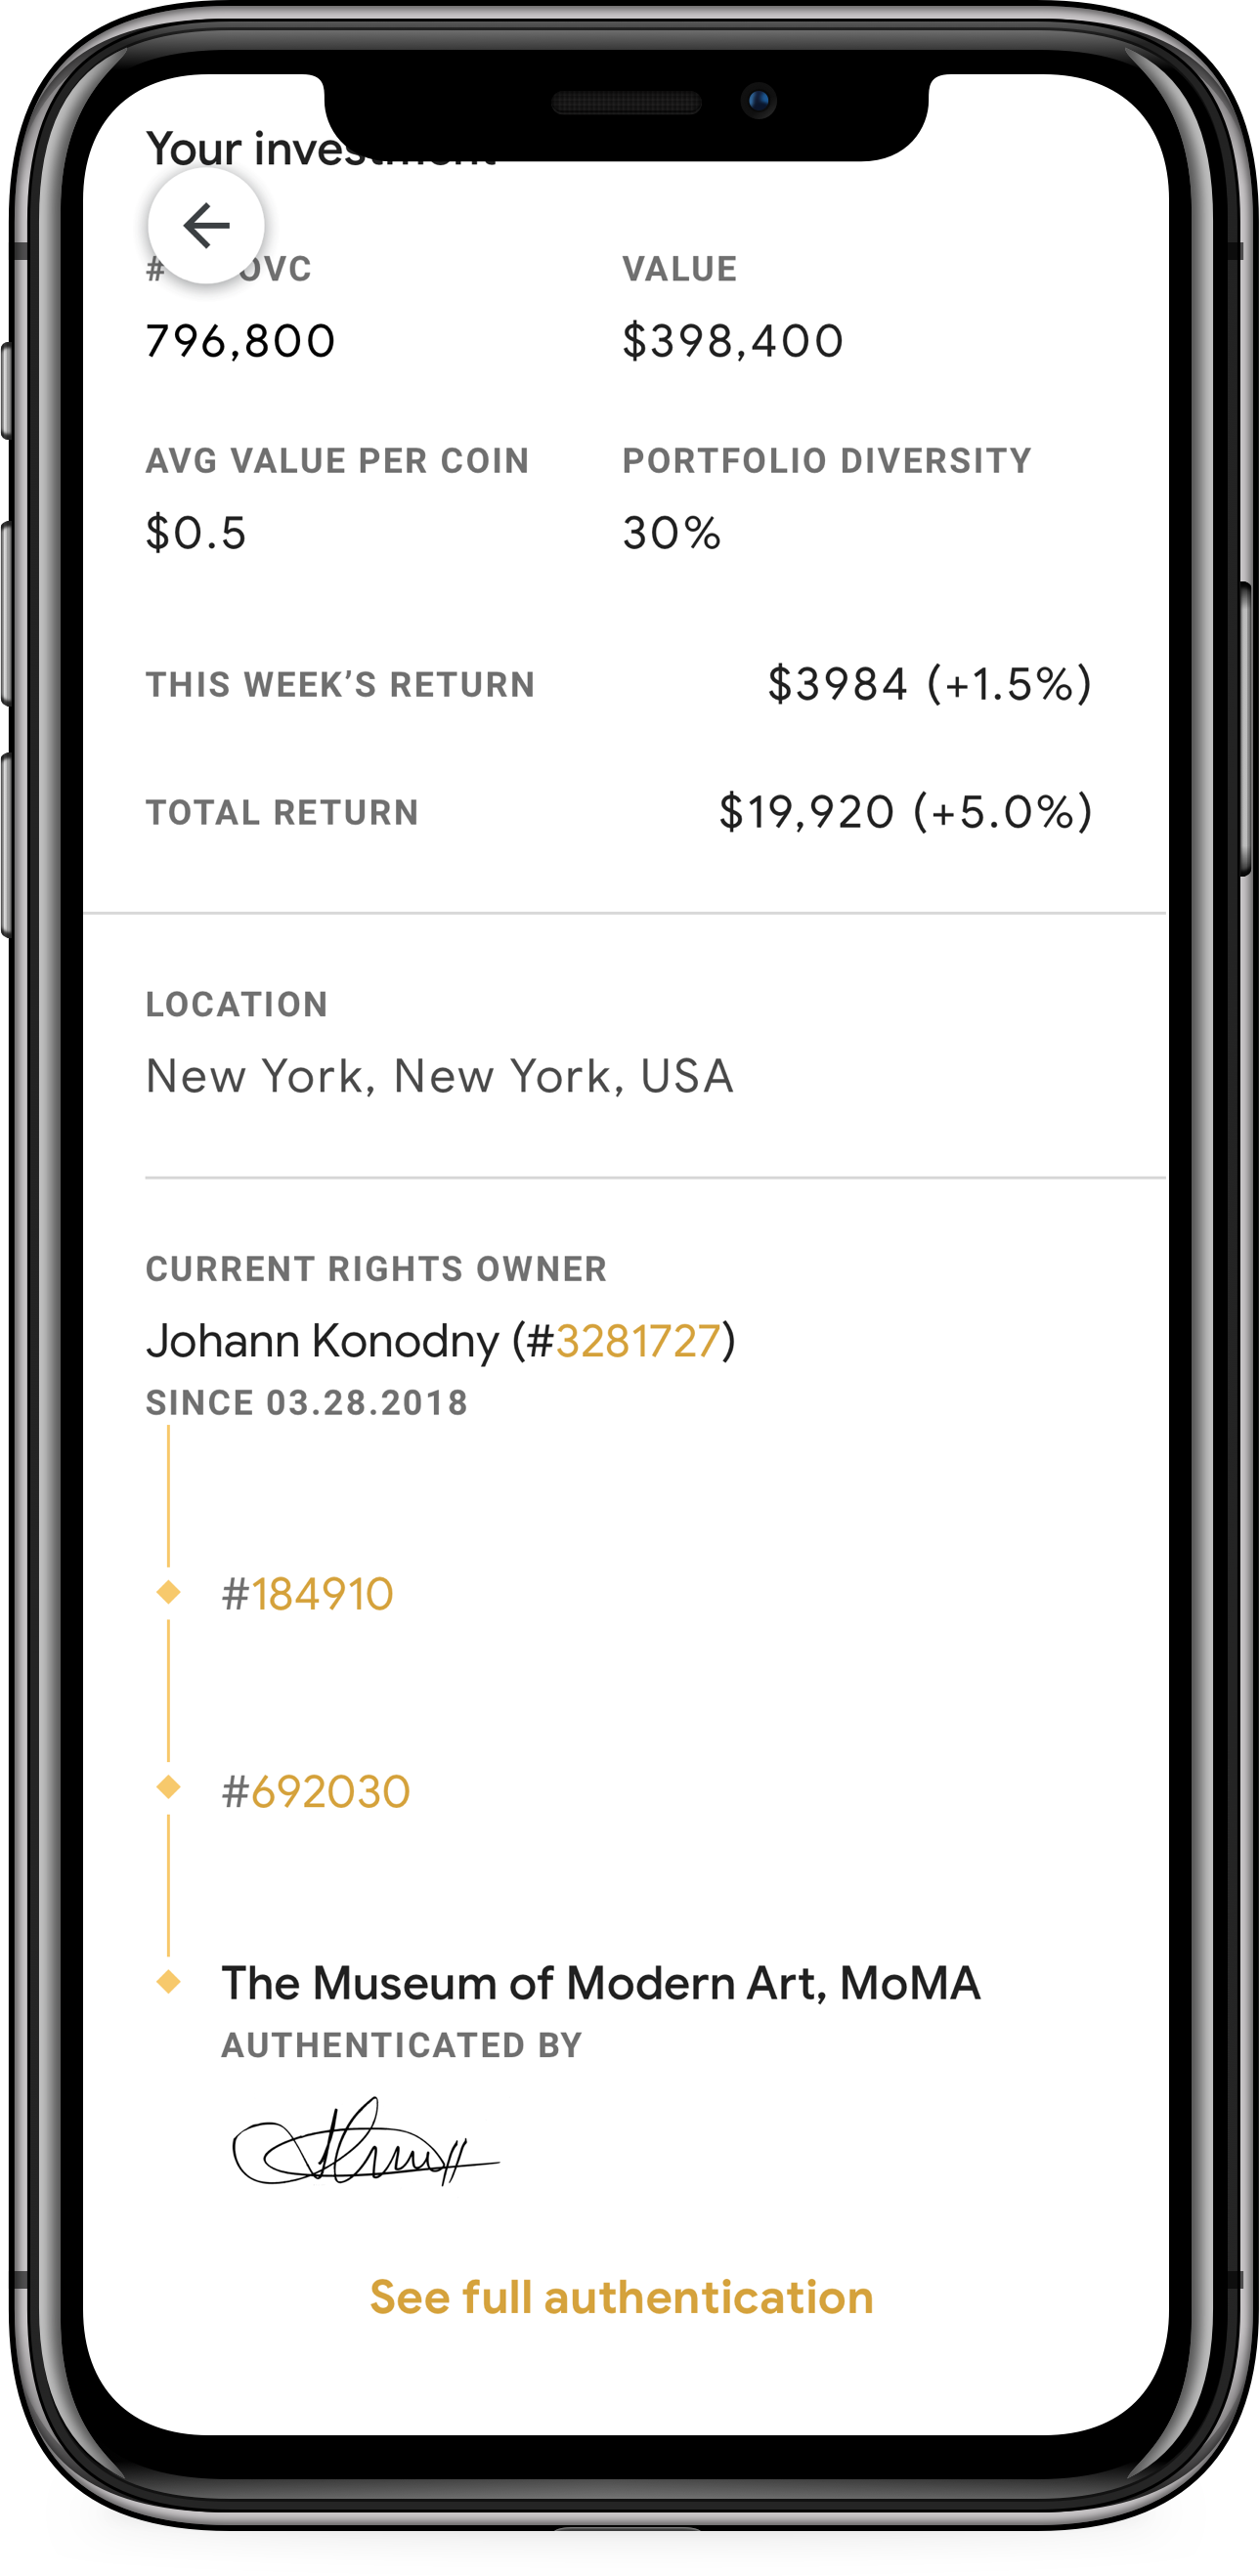 Your investment
# OVC
VALUE
796,800
$398,400
AVG VALUE PER COIN
PORTFOLIO DIVERSITY
$0.5
30%
THIS WEEK’S RETURN
$3984 (+1.5%)
TOTAL RETURN
$19,920 (+5.0%)
LOCATION
New York, New York, USA
CURRENT RIGHTS OWNER
Johann Konodny (#3281727)
SINCE 03.28.2018
#184910
#692030
The Museum of Modern Art, MoMA
AUTHENTICATED BY
See full authentication